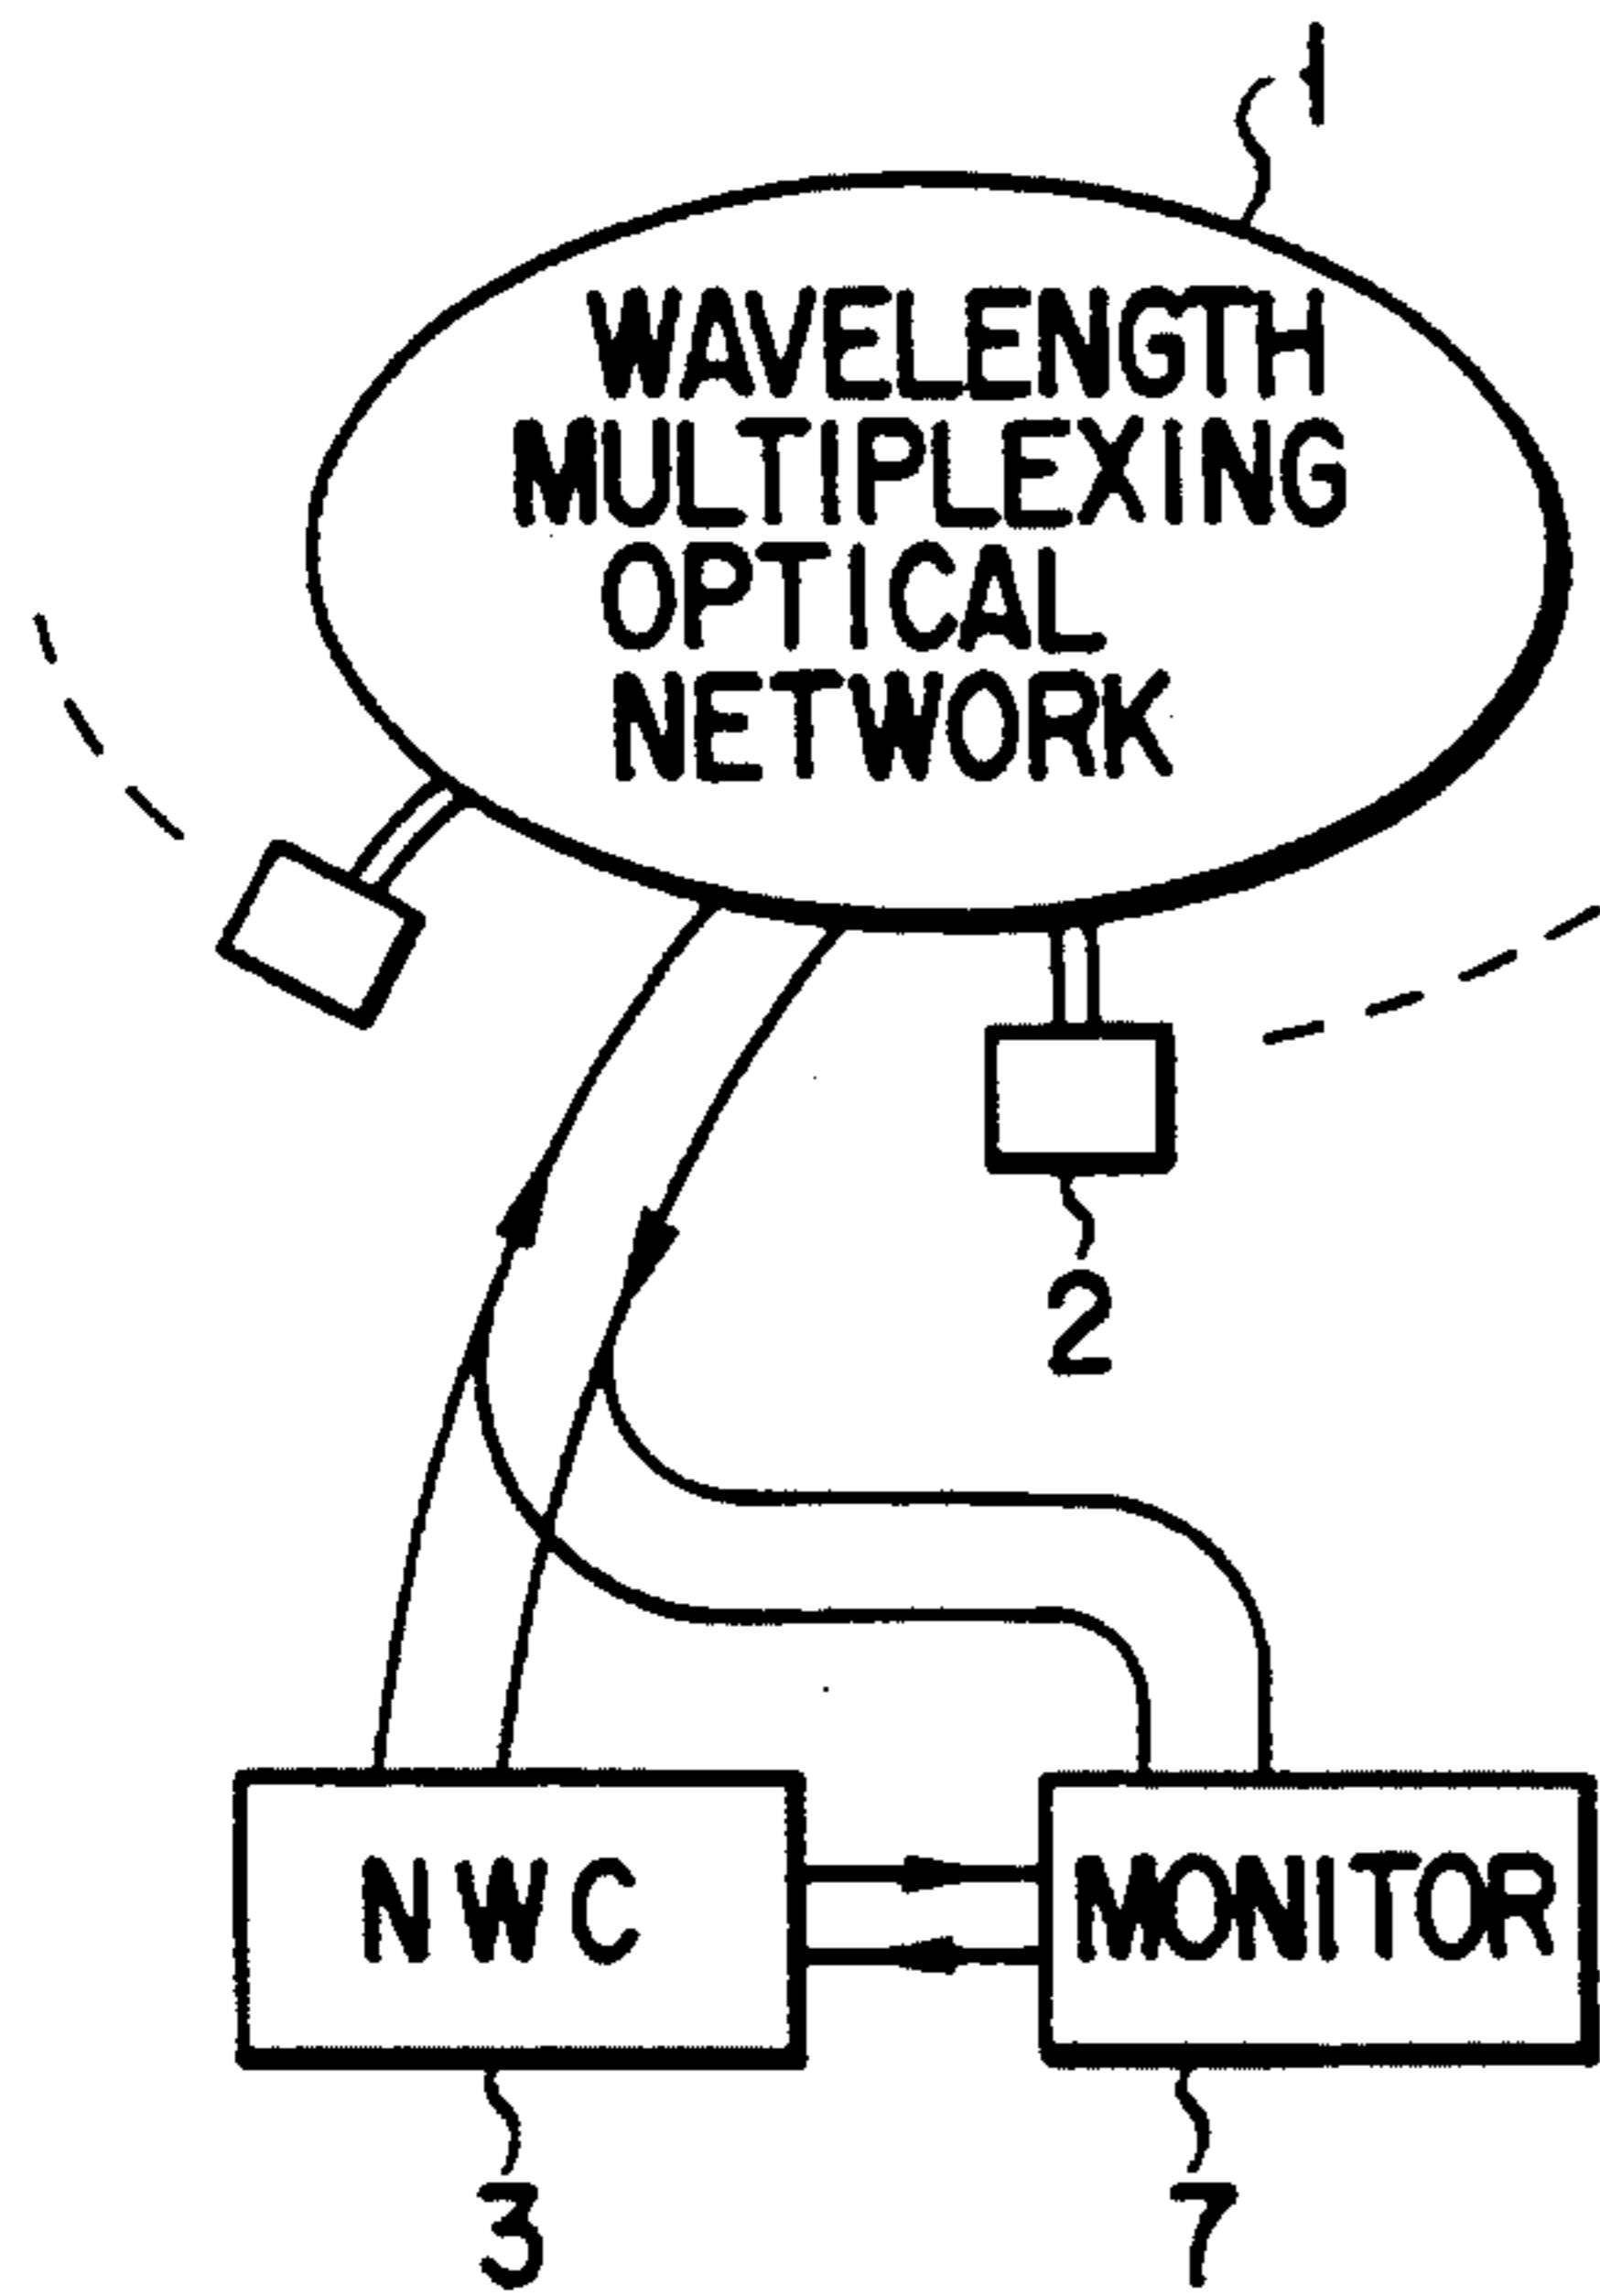 1
WAVELENGTH
MULTIPLEXING
OPTICAL
NETWORK
2
NWC
MONITOR
3
7